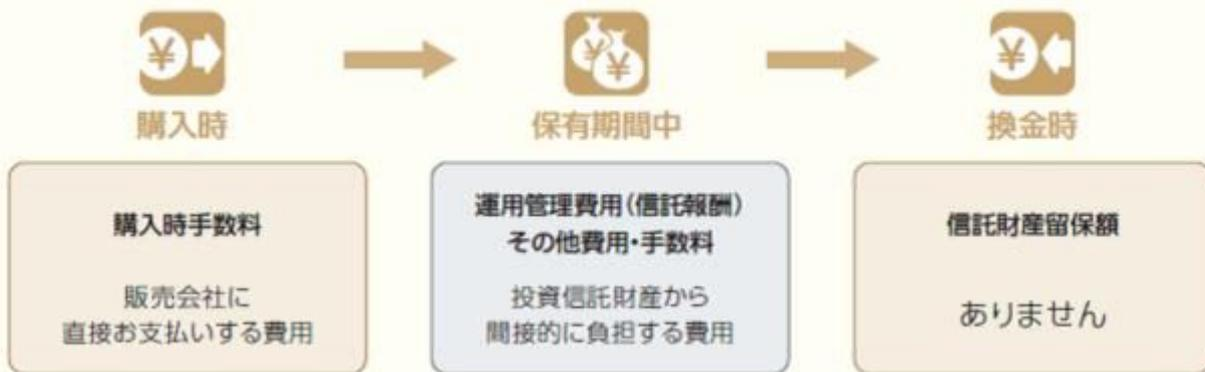 購入時
保有期間中
換金時
購入時手数料
販売会社に
直接お支払いする費用
運用管理費用(信託報酬)
その他費用・手数料
投資信託財産から
間接的に負担する費用
信託財産留保額
ありません